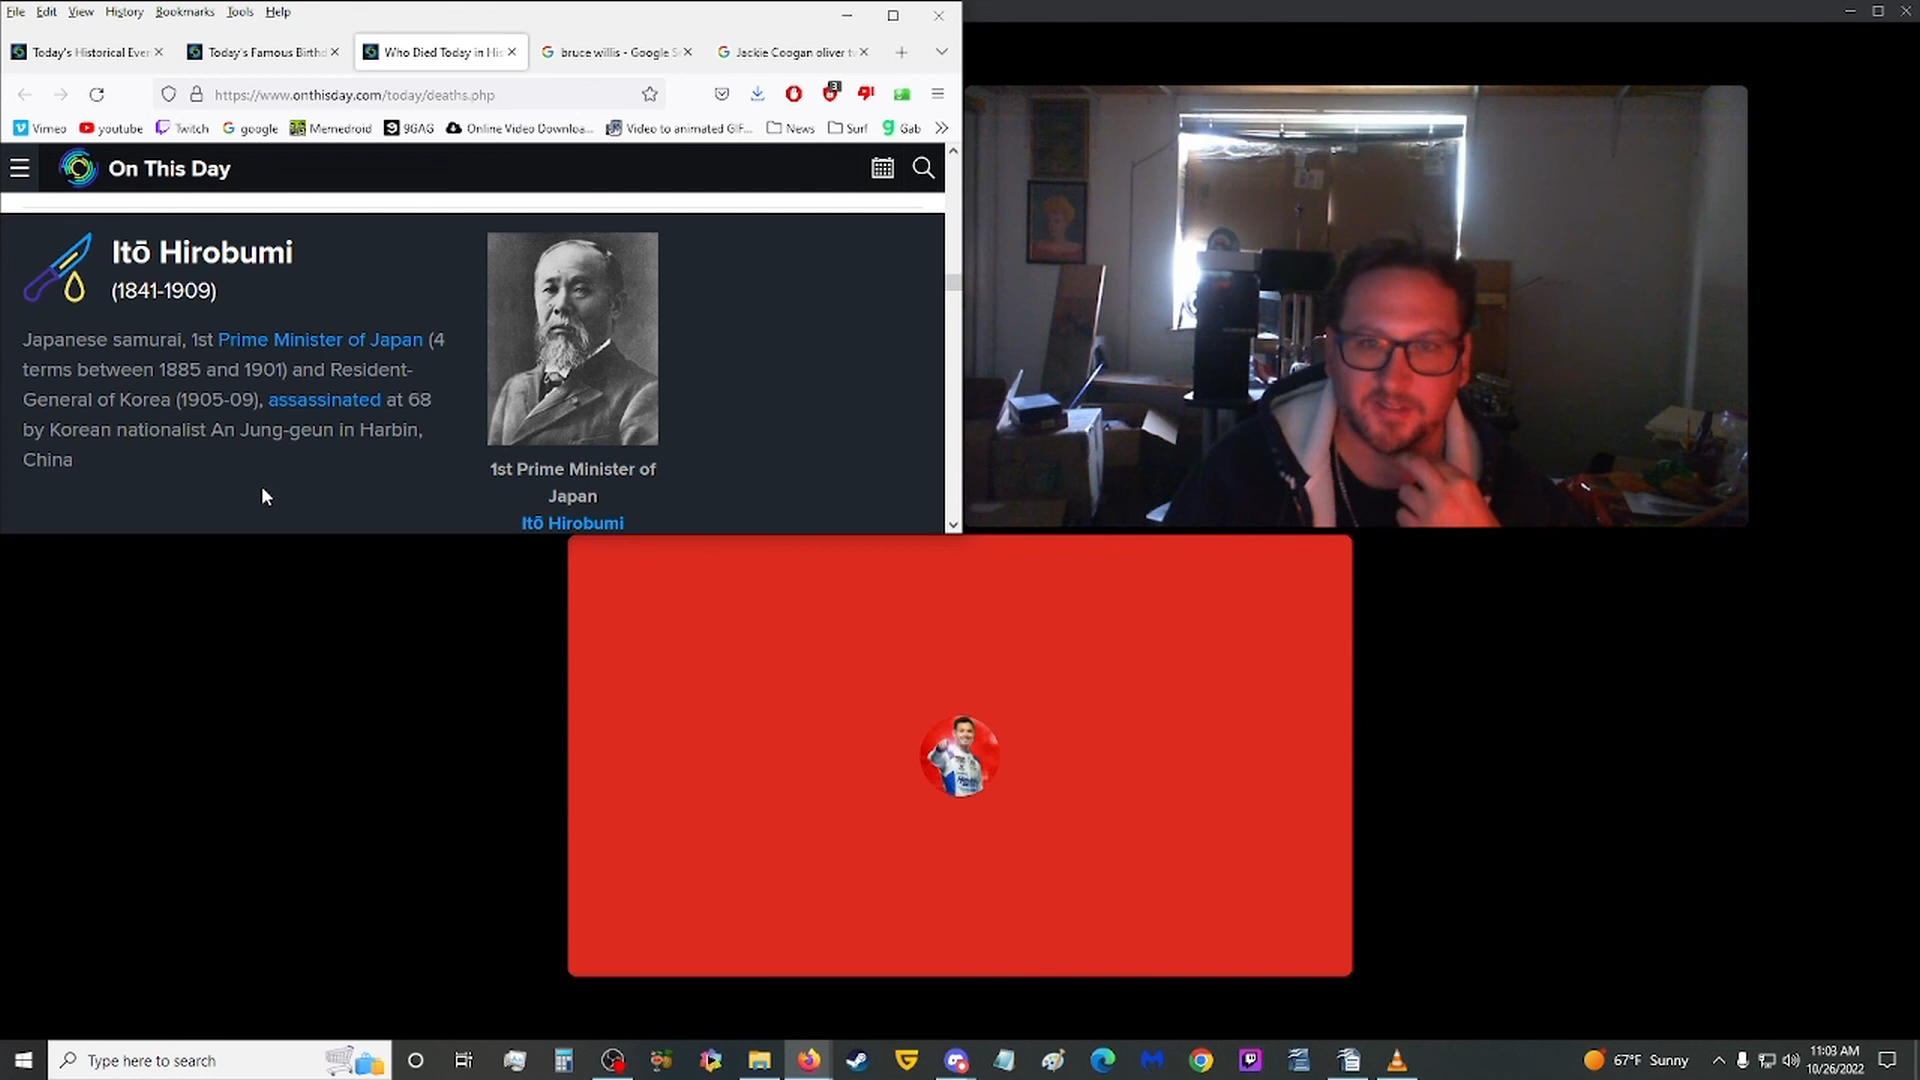 File Edit View History Bookmarks Tools Help
Today's Historical Even
Today's Famous Birthd
Who Died Today in His
bruce willis - Google S
Jackie Coogan oliver tw
https://www.onthisday.com/today/deaths.php
3
Vimeo youtube Twitch google Memedroid 9GAG Online Video Downloa... Video to animated GIF... News Surf Gab
On This Day
Itō Hirobumi
(1841-1909)
Japanese samurai, 1st Prime Minister of Japan (4
terms between 1885 and 1901) and Resident-
General of Korea (1905-09), assassinated at 68
by Korean nationalist An Jung-geun in Harbin,
China
1st Prime Minister of
Japan
Itō Hirobumi
Type here to search
67°F Sunny
11:03 AM
10/26/2022